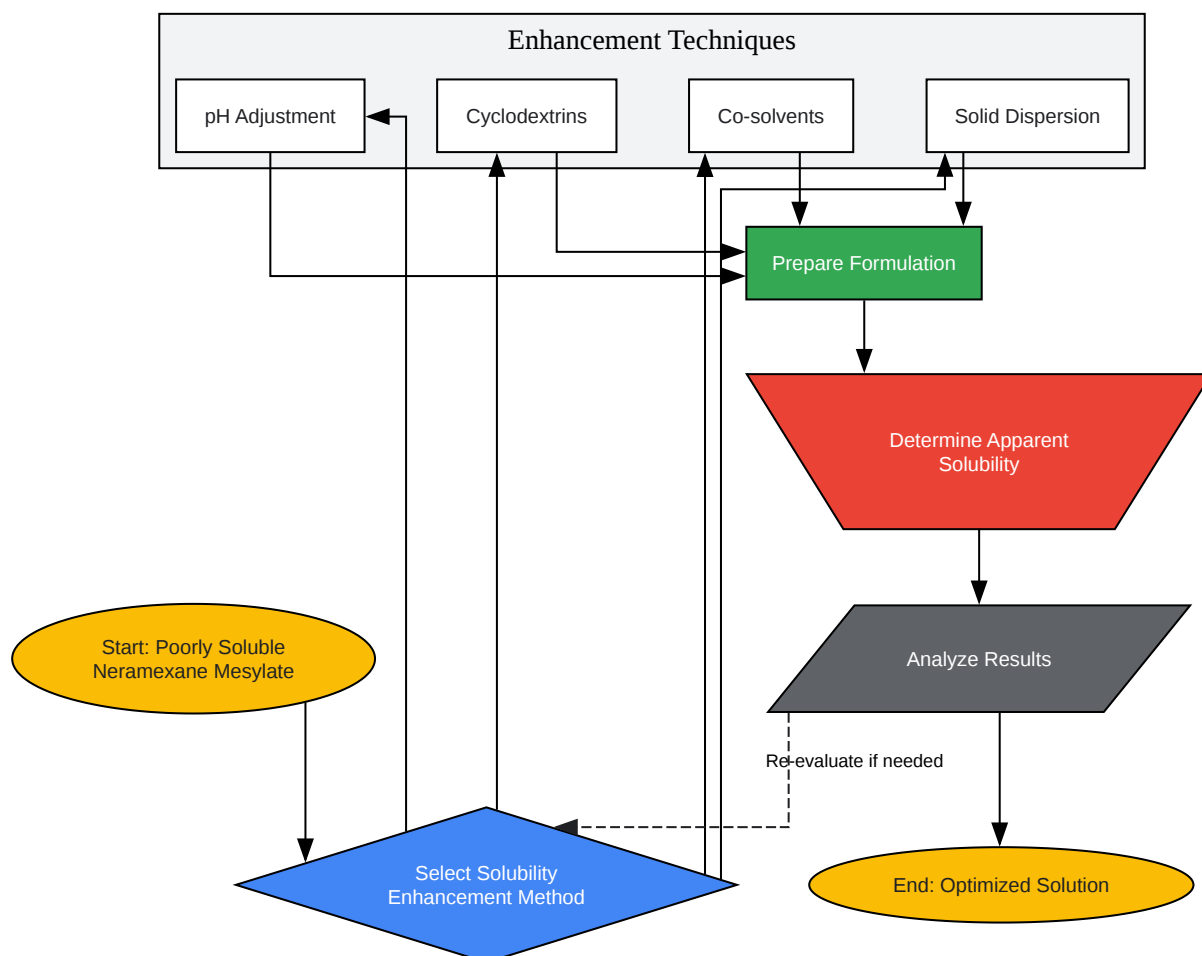 Enhancement Techniques
pH Adjustment
Cyclodextrins
Co-solvents
Solid Dispersion
Prepare Formulation
Determine Apparent
Solubility
Start: Poorly Soluble
Neramexane Mesylate
Analyze Results
Re-evaluate if needed
Select Solubility
Enhancement Method
End: Optimized Solution